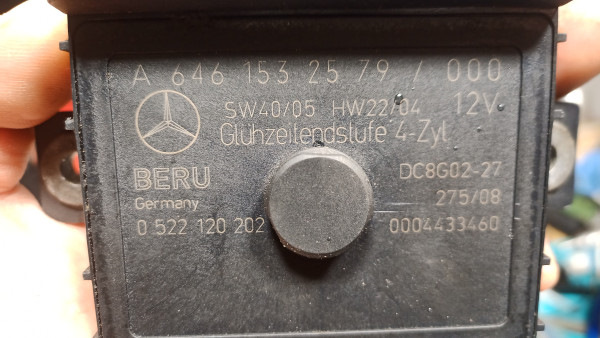 A 646 153 25 79 / 000
SW40/05 HW22/04 12V
Glühzeitendstufe 4-Zyl
BERU DC8G02-27
Germany 275/08
0 522 120 202 0004433460